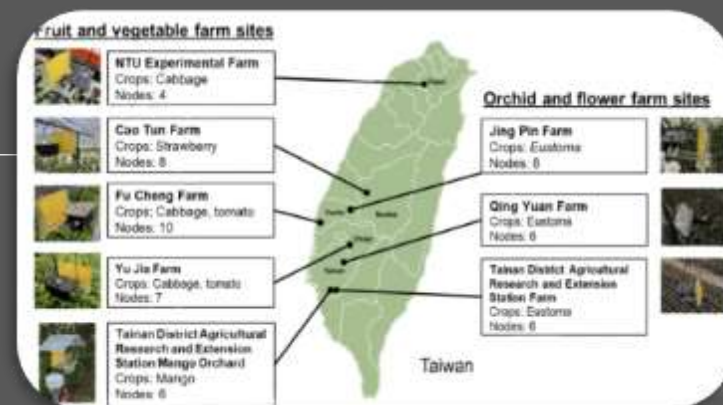 Fruit and vegetable farm sites
NTU Experimental Farm
Crops: Cabbage
Nodes: 4
Cao Tun Farm
Crops: Strawberry
Nodes: 8
Fu Cheng Farm
Crops: Cabbage, tomato
Nodes: 10
Yu Jia Farm
Crops: Cabbage, tomato
Nodes: 7
Tainan District Agricultural
Research and Extension
Station Mango Orchard
Crops: Mango
Nodes: 6
Orchid and flower farm sites
Jing Pin Farm
Crops: Eustoma
Nodes: 6
Qing Yuan Farm
Crops: Eustoma
Nodes: 6
Tainan District Agricultural
Research and Extension
Station Farm
Crops: Eustoma
Nodes: 6
Tainan
Taiwan